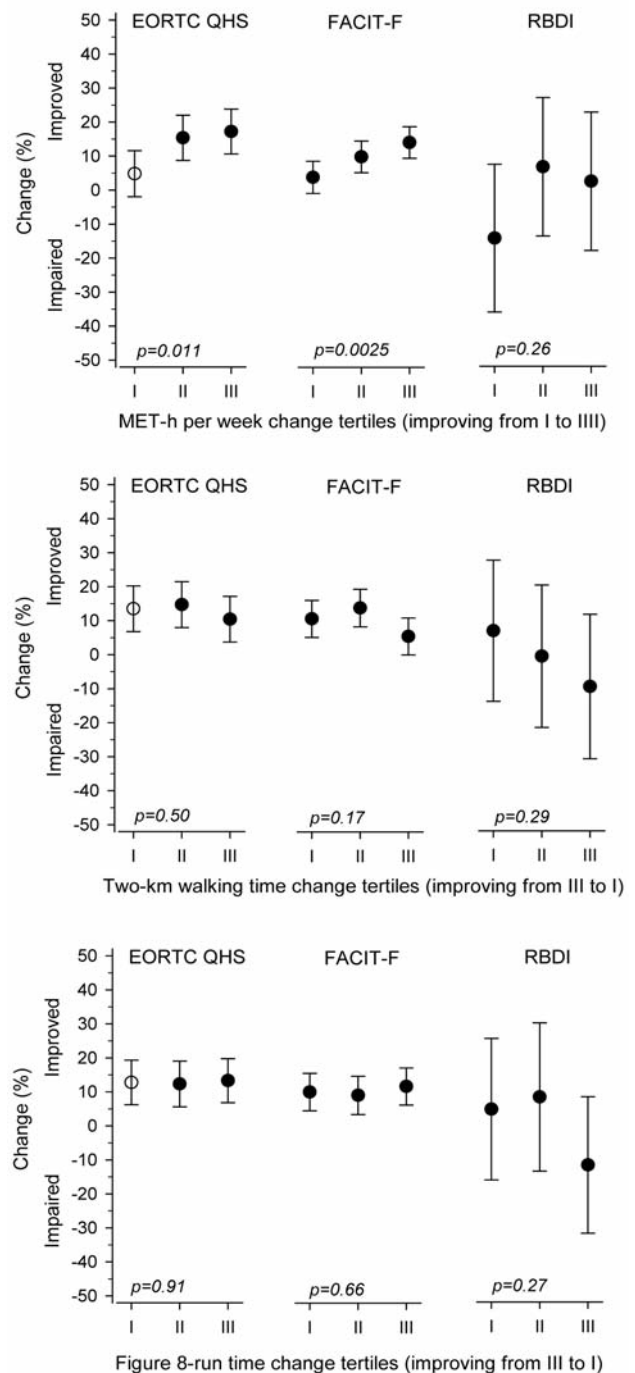 EORTC QHS FACIT-F RBDI
50
40
30
20
10
0
-10
-20
-30
-40
-50
Change (%)
Improved
Impaired
p=0.011 p=0.0025 p=0.26
I II III I II III I II III
MET-h per week change tertiles (improving from I to IIII)
EORTC QHS FACIT-F RBDI
50
40
30
20
10
0
-10
-20
-30
-40
-50
Change (%)
Improved
Impaired
p=0.50 p=0.17 p=0.29
I II III I II III I II III
Two-km walking time change tertiles (improving from III to I)
EORTC QHS FACIT-F RBDI
50
40
30
20
10
0
-10
-20
-30
-40
-50
Change (%)
Improved
Impaired
p=0.91 p=0.66 p=0.27
I II III I II III I II III
Figure 8-run time change tertiles (improving from III to I)